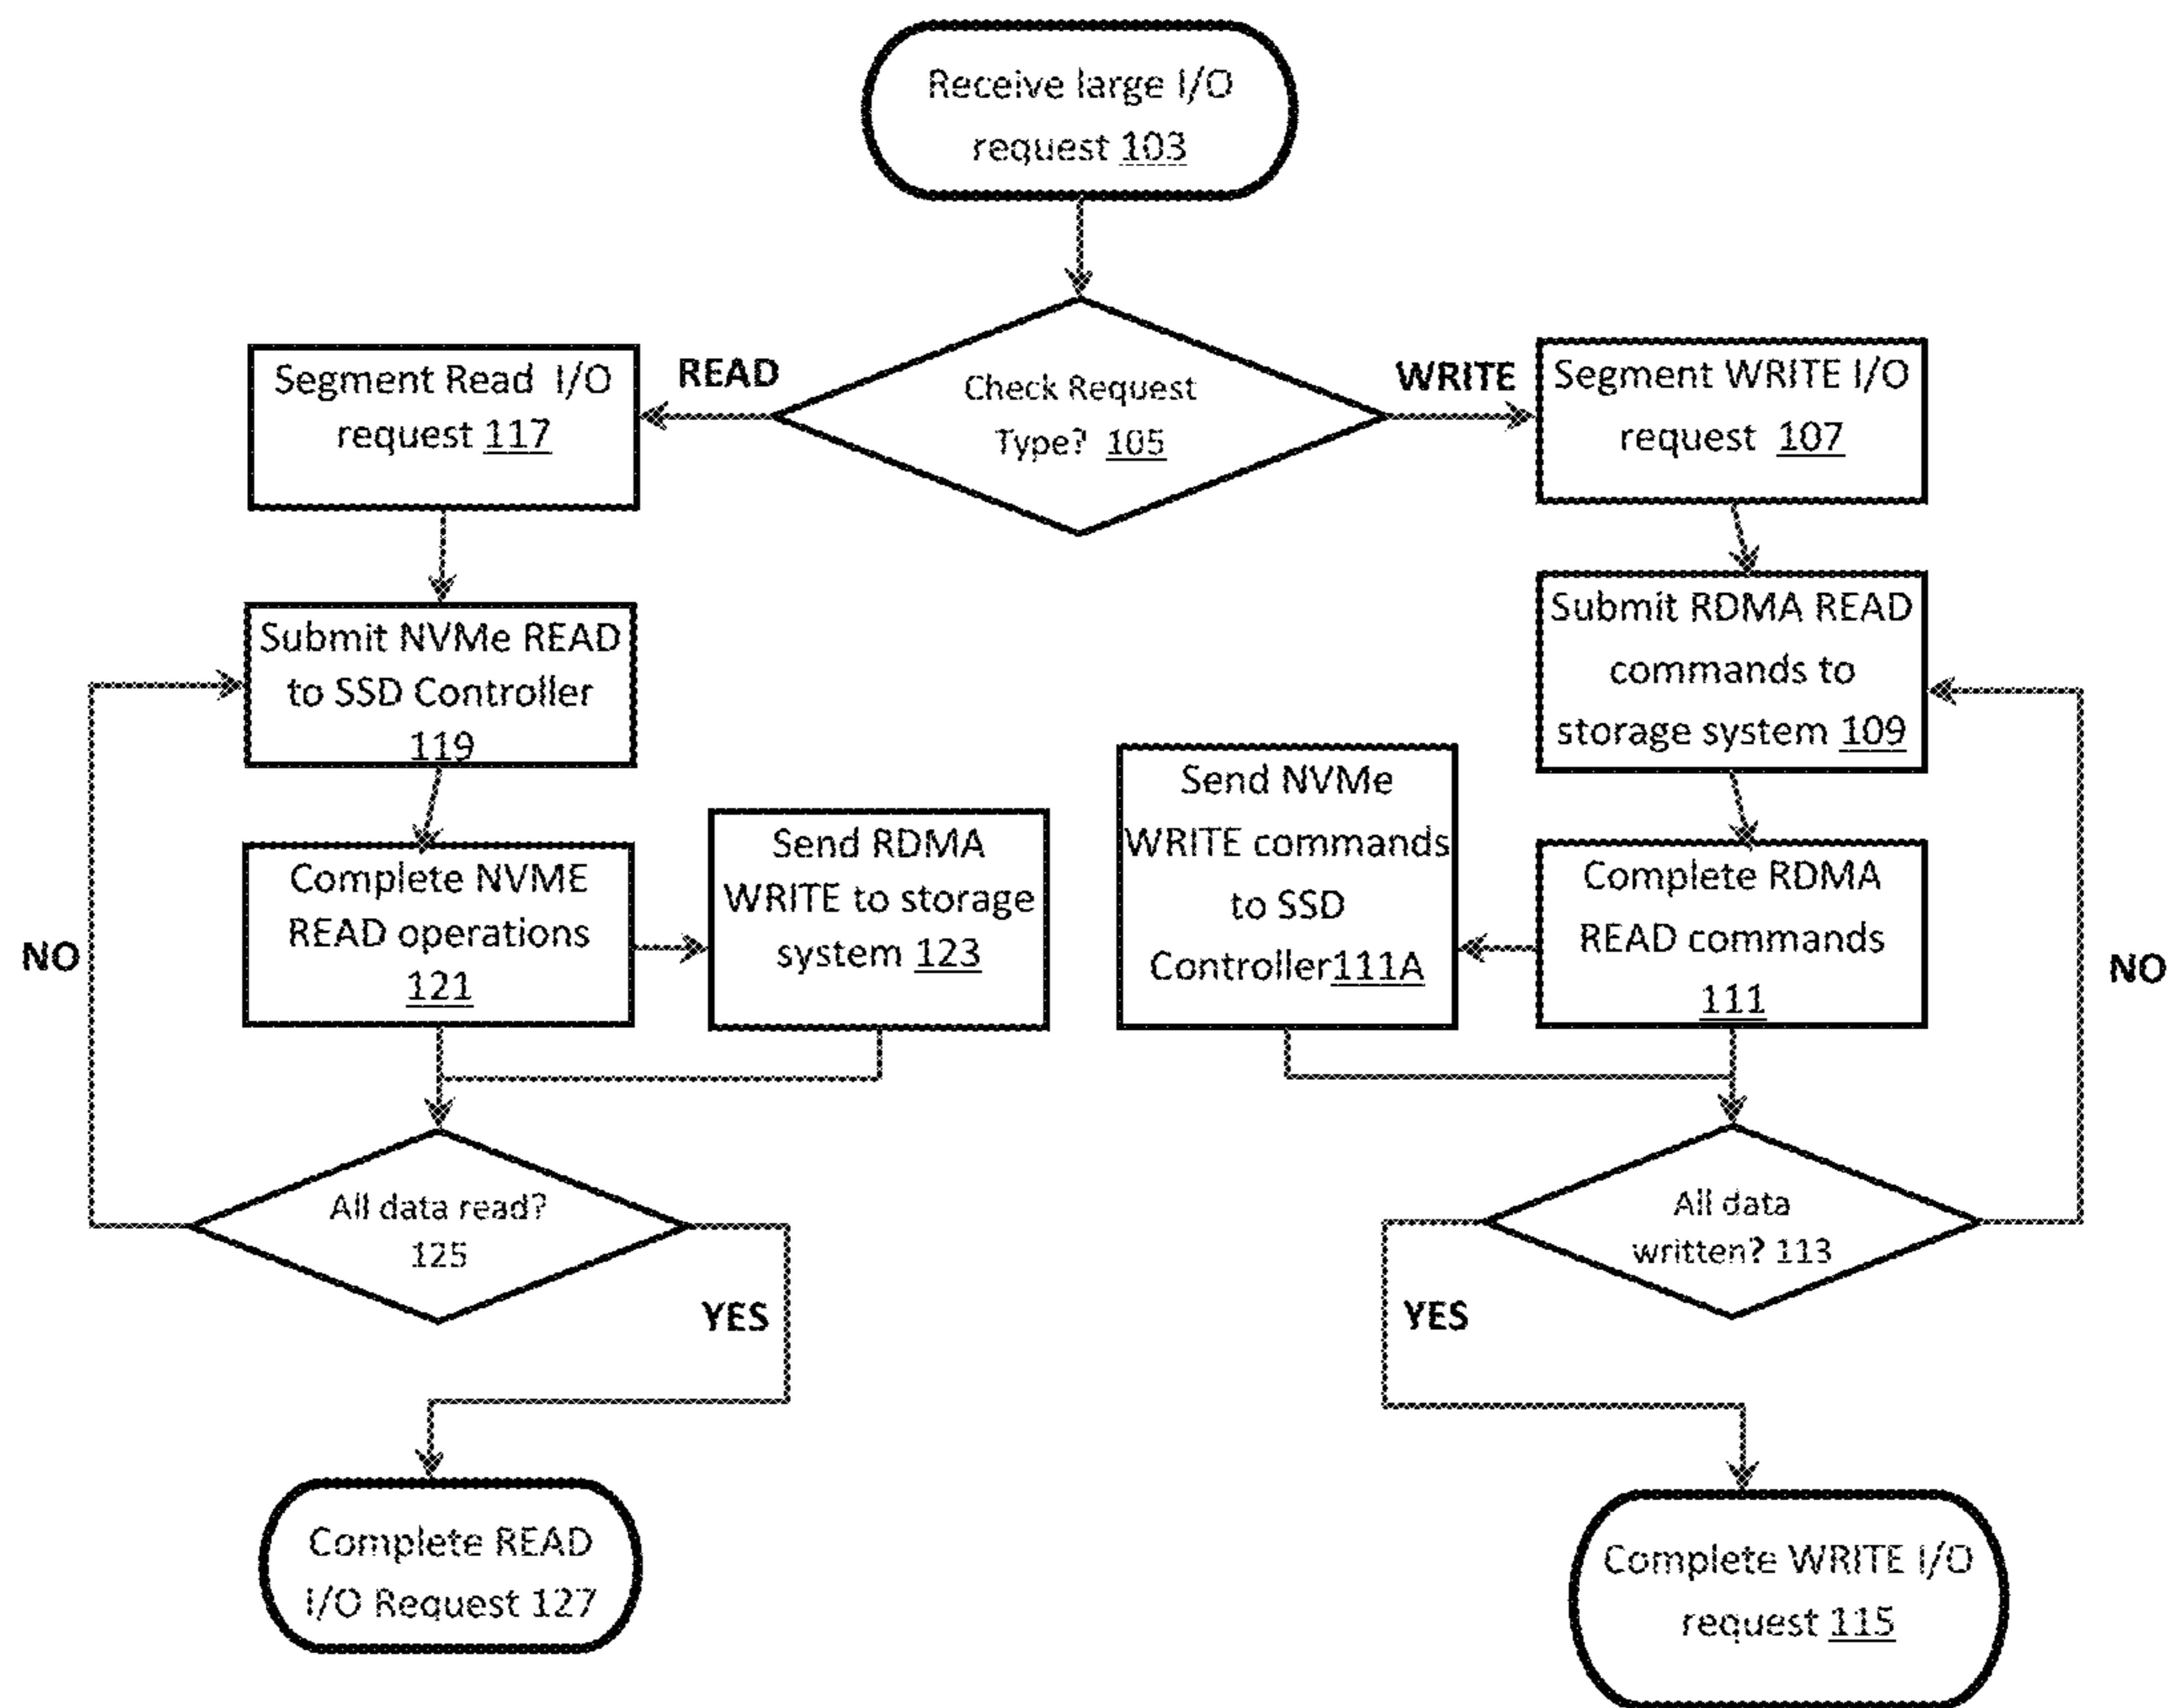 Receive large I/O
request 103
READ
Check Request
Type? 105
WRITE
Segment Read I/O
request 117
Segment WRITE I/O
request 107
Submit NVMe READ
to SSD Controller
119
Submit RDMA READ
commands to
storage system 109
Complete NVME
READ operations
121
Send RDMA
WRITE to storage
system 123
Send NVMe
WRITE commands
to SSD
Controller111A
Complete RDMA
READ commands
111
NO
NO
All data read?
125
All data
written? 113
YES
YES
Complete READ
I/O Request 127
Complete WRITE I/O
request 115